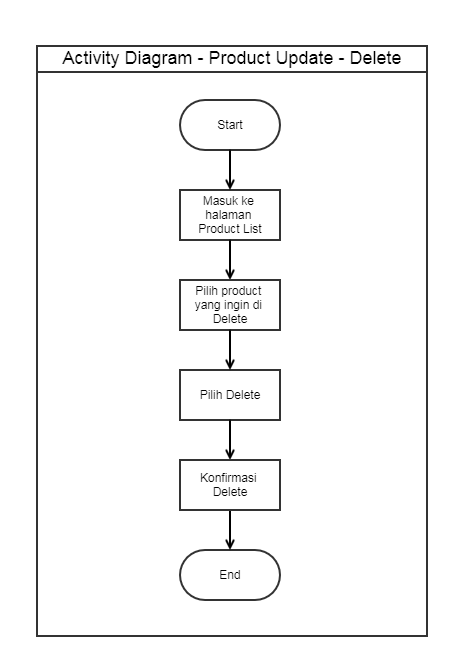 Activity Diagram - Product Update - Delete
Start
Masuk ke
halaman
Product List
Pilih product
yang ingin di
Delete
Pilih Delete
Konfirmasi
Delete
End